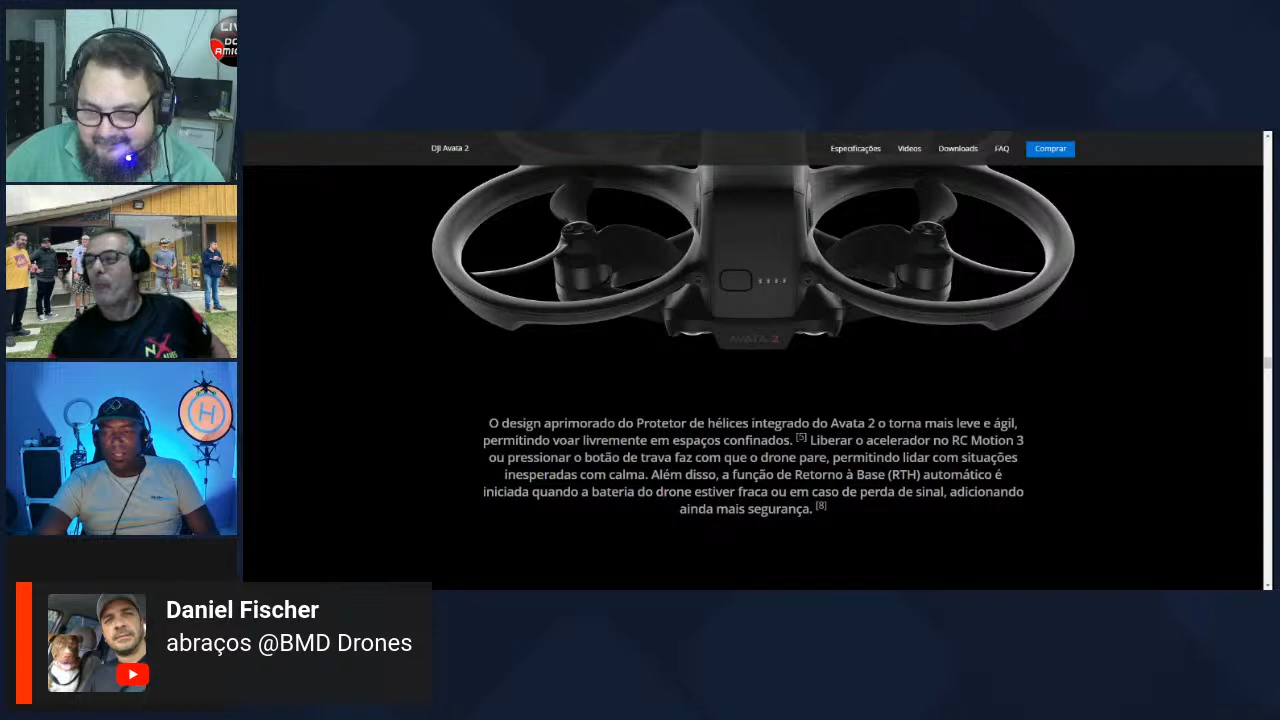 LIV
DO
AMIG
DJI Avata 2
Especificações
Vídeos
Downloads
FAQ
Comprar
AVATA 2
O design aprimorado do Protetor de hélices integrado do Avata 2 o torna mais leve e ágil,
permitindo voar livremente em espaços confinados. [5] Liberar o acelerador no RC Motion 3
ou pressionar o botão de trava faz com que o drone pare, permitindo lidar com situações
inesperadas com calma. Além disso, a função de Retorno à Base (RTH) automático é
iniciada quando a bateria do drone estiver fraca ou em caso de perda de sinal, adicionando
ainda mais segurança. [8]
H
Daniel Fischer
abraços @BMD Drones